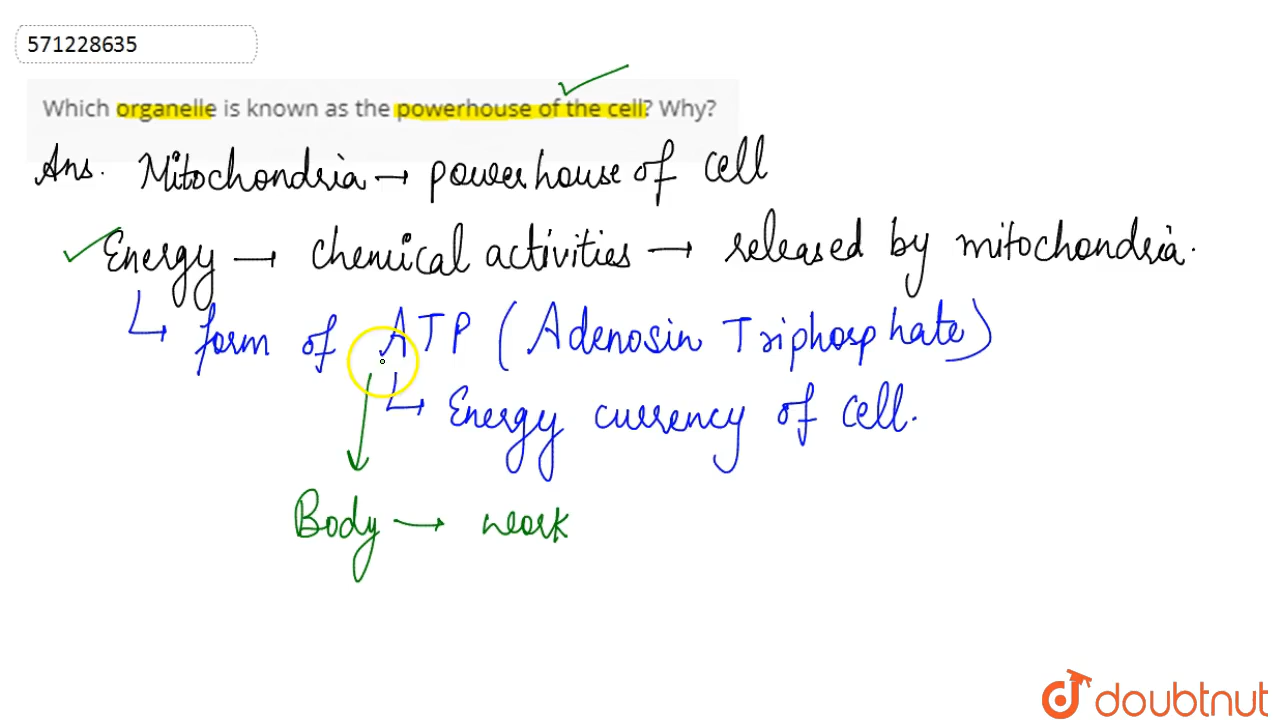 571228635
Which organelle is known as the powerhouse of the cell? Why?
Ans. Mitochondria → powerhouse of cell
Energy → chemical activities → released by mitochondria.
↳ form of ATP (Adenosin Triphosphate)
↳ Energy currency of cell.
Body → work
doubtnut